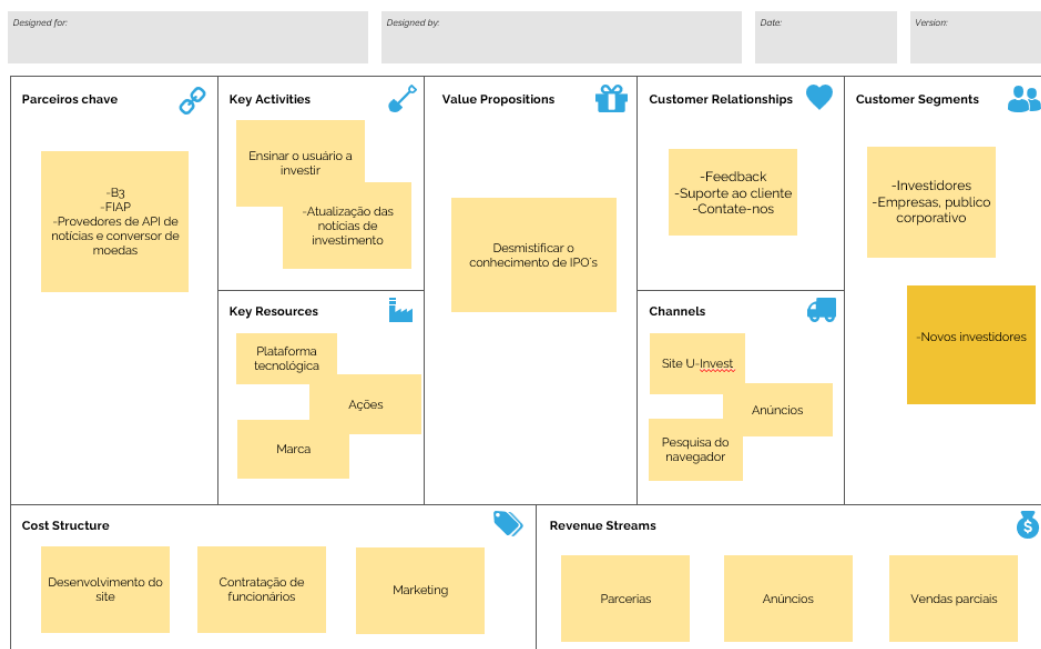 Designed for:
Designed by:
Date:
Version:
Parceiros chave
-B3
-FIAP
-Provedores de API de
notícias e conversor de
moedas
Key Activities
Ensinar o usuário a
investir
-Atualização das
notícias de
investimento
Key Resources
Plataforma
tecnológica
Ações
Marca
Value Propositions
Desmistificar o
conhecimento de IPO's
Customer Relationships
-Feedback
-Suporte ao cliente
-Contate-nos
Channels
Site U-Invest
Anúncios
Pesquisa do
navegador
Customer Segments
-Investidores
-Empresas, publico
corporativo
-Novos investidores
Cost Structure
Desenvolvimento do
site
Contratação de
funcionários
Marketing
Revenue Streams
Parcerias
Anúncios
Vendas parciais